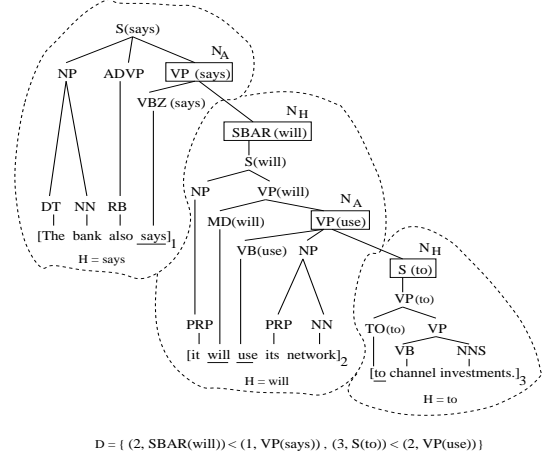 S(says)
N_A
NP ADVP VP (says)
VBZ (says)
N_H
SBAR (will)
S(will)
NP VP(will)
N_A
DT NN RB MD(will) VP(use)
[The bank also says]_1
N_H
VB(use) NP
H = says
S (to)
VP(to)
PRP PRP NN TO(to) VP
VB NNS
[it will use its network]_2
[to channel investments.]_3
H = will
H = to
D = { (2, SBAR(will)) < (1, VP(says)) , (3, S(to)) < (2, VP(use)) }